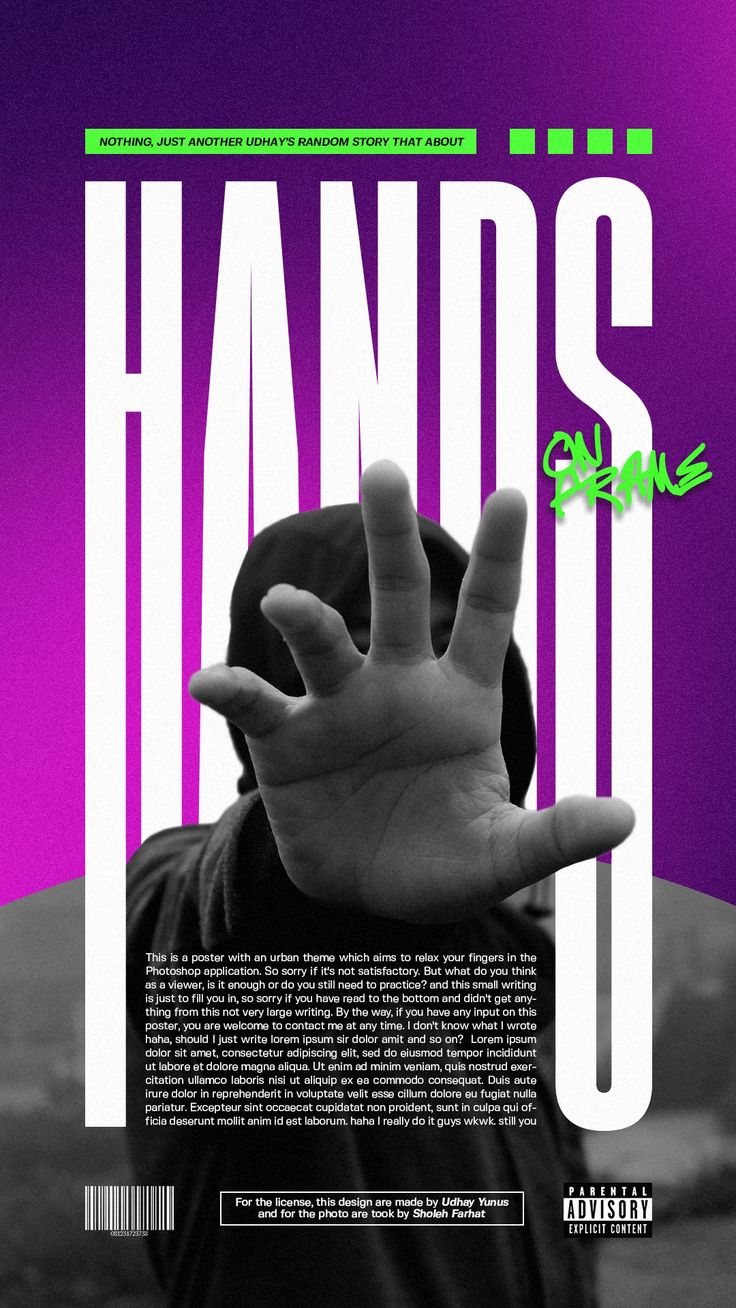 NOTHING, JUST ANOTHER UDHAY'S RANDOM STORY THAT ABOUT
HANDS
ON
FRAME
This is a poster with an urban theme which aims to relax your fingers in the
Photoshop application. So sorry if it's not satisfactory. But what do you think
as a viewer, is it enough or do you still need to practice? and this small writing
is just to fill you in, so sorry if you have read to the bottom and didn't get any-
thing from this not very large writing. By the way, if you have any input on this
poster, you are welcome to contact me at any time. I don't know what I wrote
haha, should I just write lorem ipsum sir dolor amit and so on? Lorem ipsum
dolor sit amet, consectetur adipiscing elit, sed do eiusmod tempor incididunt
ut labore et dolore magna aliqua. Ut enim ad minim veniam, quis nostrud exer-
citation ullamco laboris nisi ut aliquip ex ea commodo consequat. Duis aute
irure dolor in reprehenderit in voluptate velit esse cillum dolore eu fugiat nulla
pariatur. Excepteur sint occaecat cupidatat non proident, sunt in culpa qui of-
ficia deserunt mollit anim id est laborum. haha I really do it guys wkwk. still you
081231723738
For the license, this design are made by Udhay Yunus
and for the photo are took by Sholeh Farhat
PARENTAL
ADVISORY
EXPLICIT CONTENT